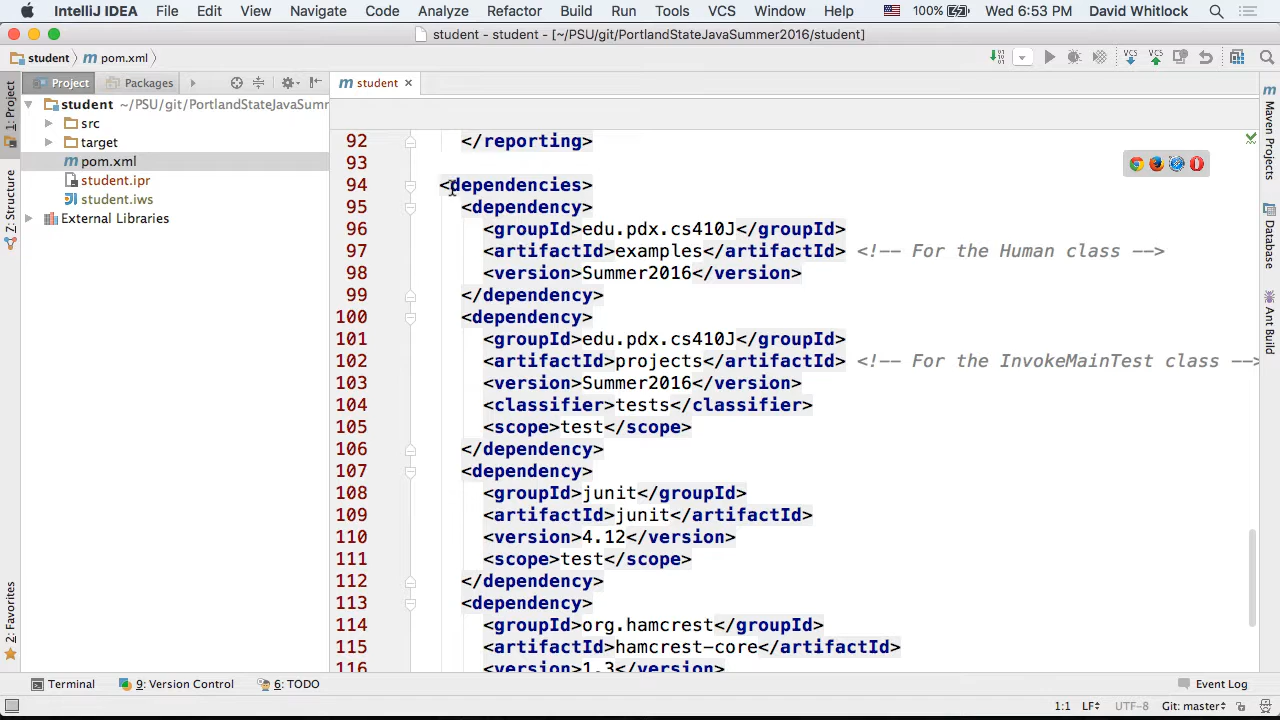 IntelliJ IDEA File Edit View Navigate Code Analyze Refactor Build Run Tools VCS Window Help 100% Wed 6:53 PM David Whitlock
student - student - [~/PSU/git/PortlandStateJavaSummer2016/student]
student pom.xml
Project Packages
student
1: Project
Z: Structure
2: Favorites
student ~/PSU/git/PortlandStateJavaSumm
src
target
pom.xml
student.ipr
student.iws
External Libraries
92 </reporting>
93
94 <dependencies>
95 <dependency>
96 <groupId>edu.pdx.cs410J</groupId>
97 <artifactId>examples</artifactId> <!-- For the Human class -->
98 <version>Summer2016</version>
99 </dependency>
100 <dependency>
101 <groupId>edu.pdx.cs410J</groupId>
102 <artifactId>projects</artifactId> <!-- For the InvokeMainTest class -->
103 <version>Summer2016</version>
104 <classifier>tests</classifier>
105 <scope>test</scope>
106 </dependency>
107 <dependency>
108 <groupId>junit</groupId>
109 <artifactId>junit</artifactId>
110 <version>4.12</version>
111 <scope>test</scope>
112 </dependency>
113 <dependency>
114 <groupId>org.hamcrest</groupId>
115 <artifactId>hamcrest-core</artifactId>
116 <version>1.3</version>
Maven Projects
Database
Ant Build
Terminal 9: Version Control 6: TODO Event Log
1:1 LF UTF-8 Git: master